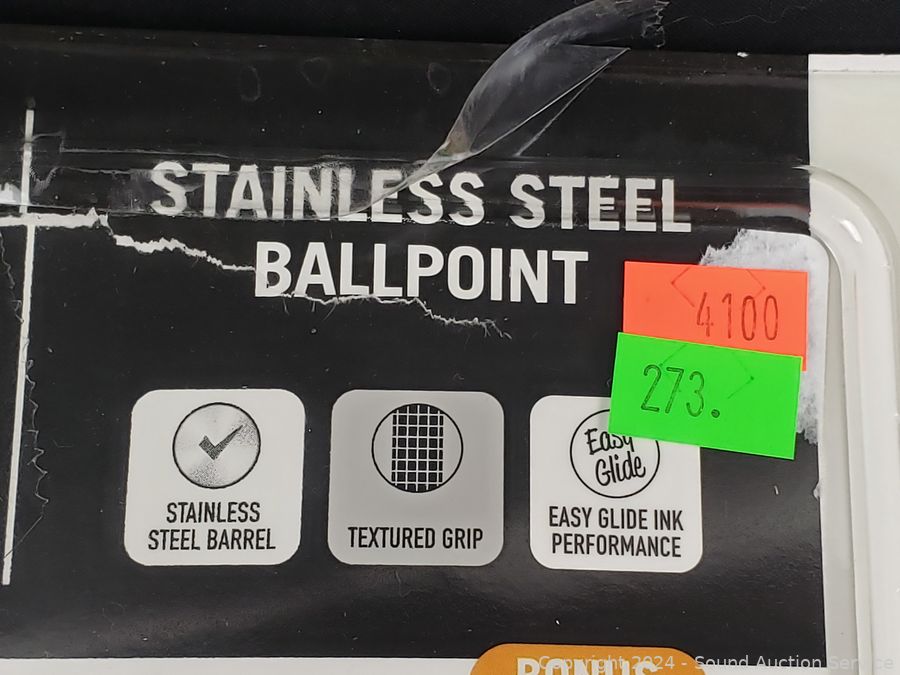 STAINLESS STEEL
BALLPOINT
4100
273.
STAINLESS
STEEL BARREL
TEXTURED GRIP
Easy
Glide
EASY GLIDE INK
PERFORMANCE
BONUS
Copyright 2024 - Sound Auction Service